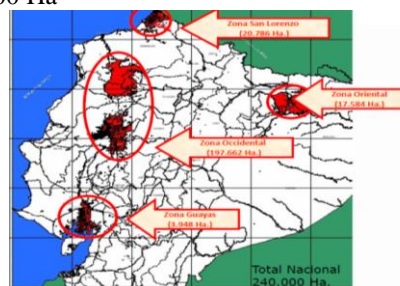 Zona San Lorenzo
(20.786 Ha.)
Zona Oriental
(17.584 Ha.)
Zona Occidental
(197.662 Ha.)
Zona Guayas
(3.948 Ha.)
Total Nacional
240.000 Ha.